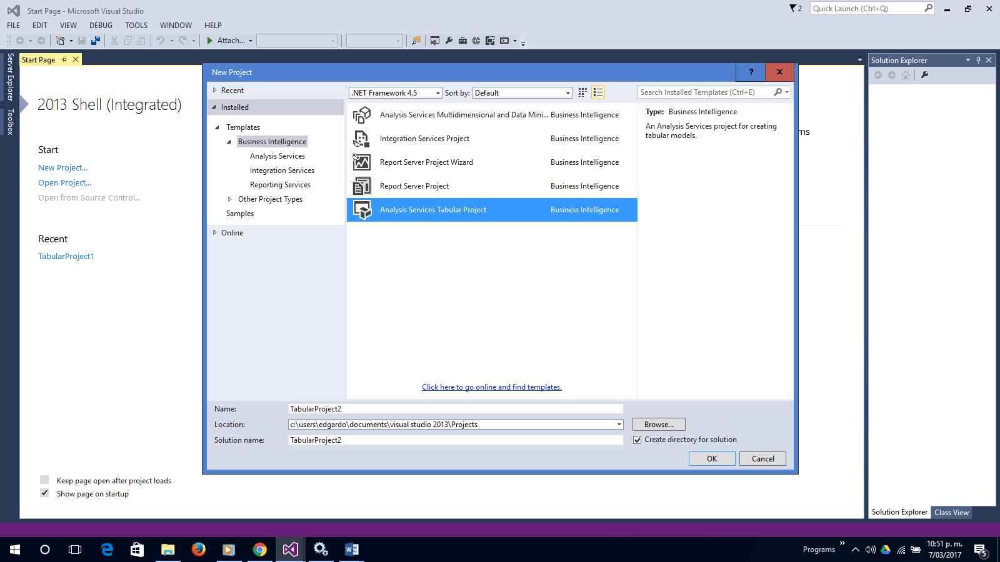 Start Page - Microsoft Visual Studio
2
Quick Launch (Ctrl+Q)
FILE EDIT VIEW DEBUG TOOLS WINDOW HELP
Attach...
Server Explorer
Toolbox
Start Page
2013 Shell (Integrated)
Start
New Project...
Open Project...
Open from Source Control...
Recent
TabularProject1
Keep page open after project loads
Show page on startup
New Project
?
Recent
Installed
Templates
Business Intelligence
Analysis Services
Integration Services
Reporting Services
Other Project Types
Samples
Online
.NET Framework 4.5 Sort by: Default
Search Installed Templates (Ctrl+E)
Analysis Services Multidimensional and Data Mini... Business Intelligence
Integration Services Project Business Intelligence
Report Server Project Wizard Business Intelligence
Report Server Project Business Intelligence
Analysis Services Tabular Project Business Intelligence
Click here to go online and find templates.
Type: Business Intelligence
An Analysis Services project for creating
tabular models.
Name: TabularProject2
Location: c:\users\edgardo\documents\visual studio 2013\Projects
Browse...
Solution name: TabularProject2
Create directory for solution
OK Cancel
ms
Solution Explorer
Solution Explorer Class View
Programs
10:51 p. m.
7/03/2017
5